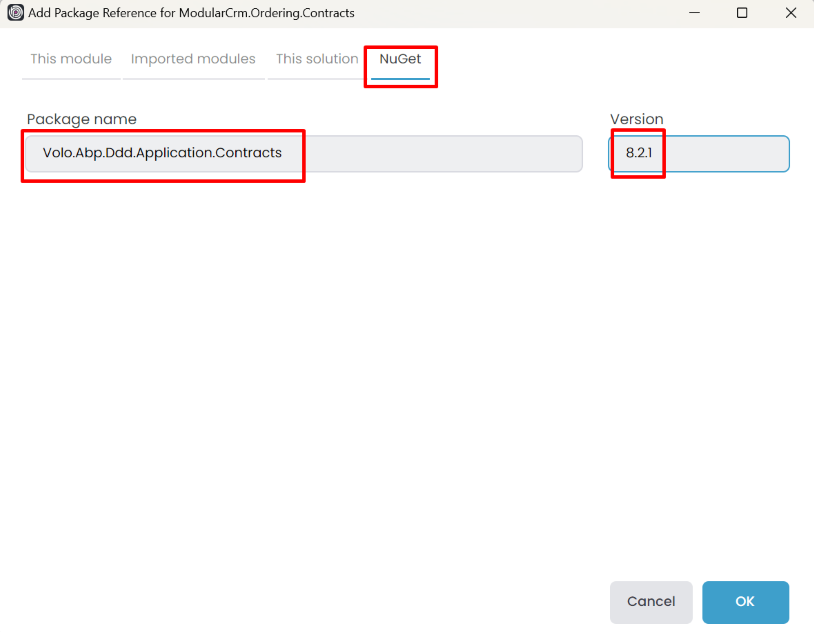 Add Package Reference for ModularCrm.Ordering.Contracts
This module Imported modules This solution NuGet
Package name Version
Volo.Abp.Ddd.Application.Contracts 8.2.1
Cancel OK